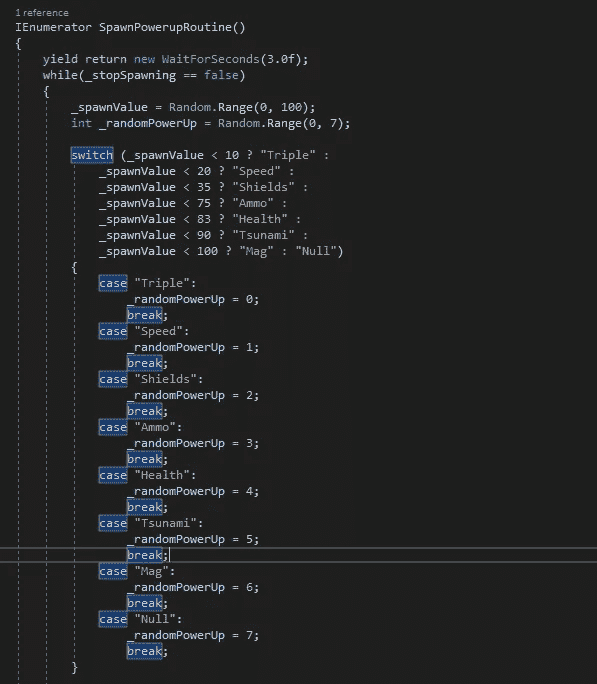 1 reference
IEnumerator SpawnPowerupRoutine()
{
yield return new WaitForSeconds(3.0f);
while(_stopSpawning == false)
{
_spawnValue = Random.Range(0, 100);
int _randomPowerUp = Random.Range(0, 7);
switch (_spawnValue < 10 ? "Triple" :
_spawnValue < 20 ? "Speed" :
_spawnValue < 35 ? "Shields" :
_spawnValue < 75 ? "Ammo" :
_spawnValue < 83 ? "Health" :
_spawnValue < 90 ? "Tsunami" :
_spawnValue < 100 ? "Mag" : "Null")
{
case "Triple":
_randomPowerUp = 0;
break;
case "Speed":
_randomPowerUp = 1;
break;
case "Shields":
_randomPowerUp = 2;
break;
case "Ammo":
_randomPowerUp = 3;
break;
case "Health":
_randomPowerUp = 4;
break;
case "Tsunami":
_randomPowerUp = 5;
break;
case "Mag":
_randomPowerUp = 6;
break;
case "Null":
_randomPowerUp = 7;
break;
}